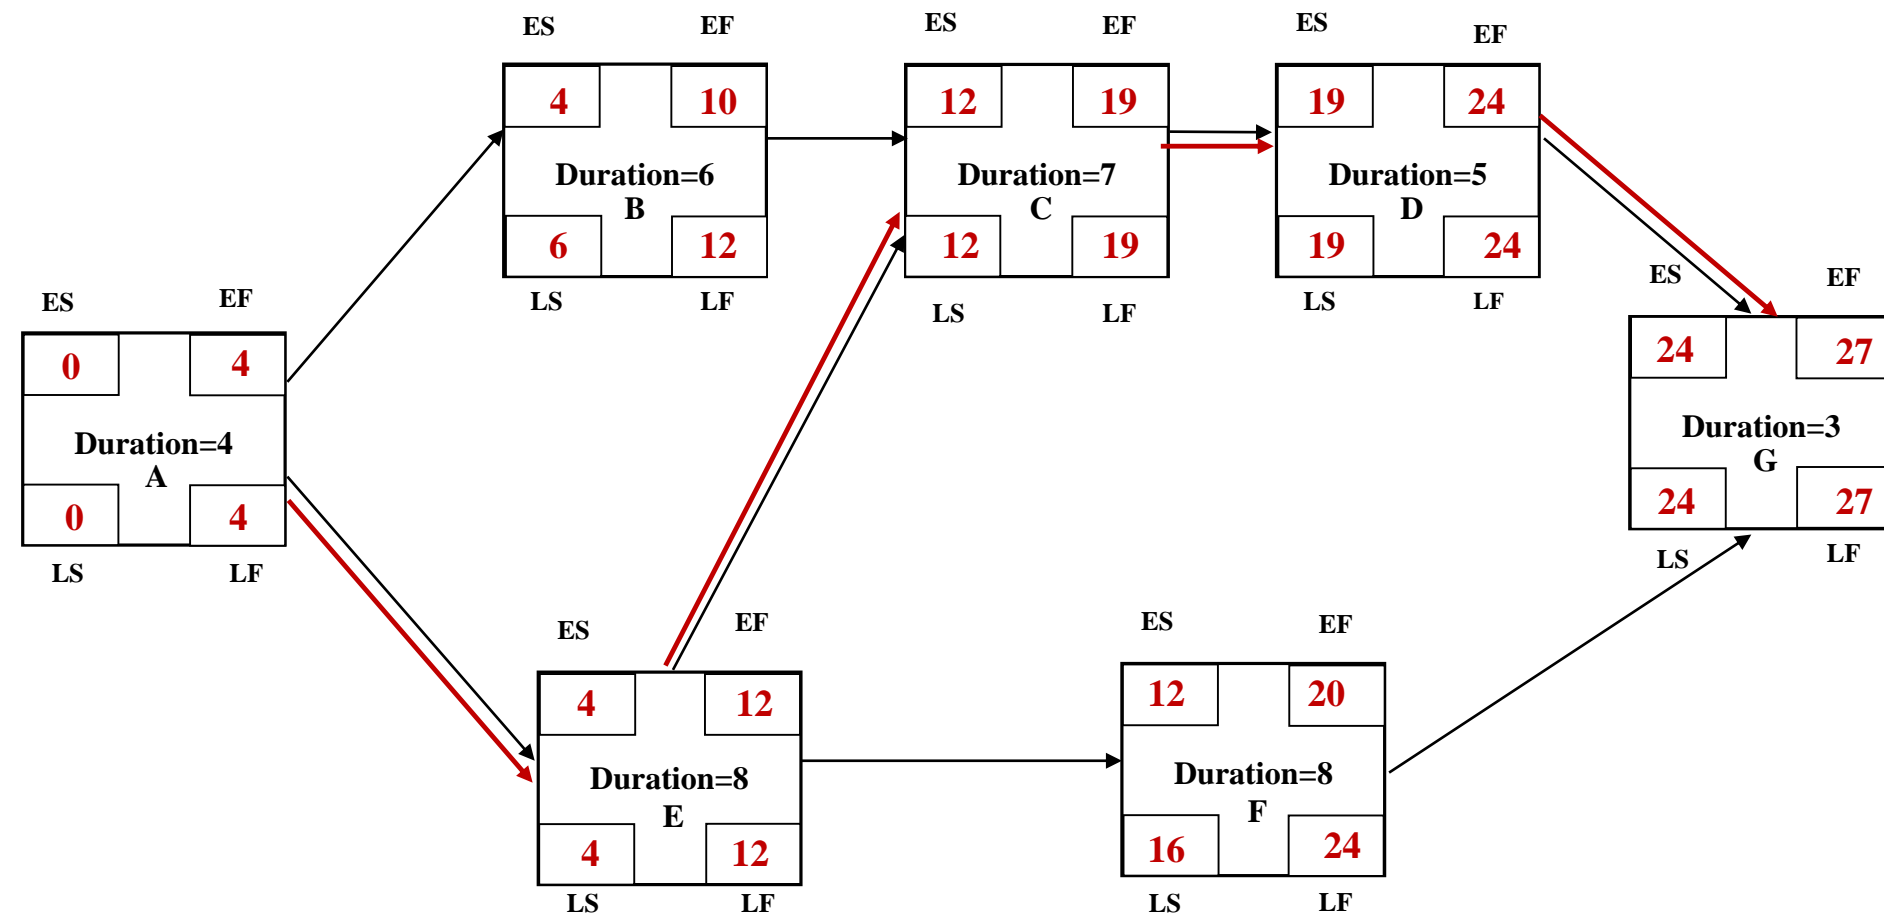 ES EF
4 10
Duration=6
B
6 12
LS LF
ES EF
12 19
Duration=7
C
12 19
LS LF
ES EF
19 24
Duration=5
D
19 24
LS LF
ES EF
0 4
Duration=4
A
0 4
LS LF
ES EF
24 27
Duration=3
G
24 27
LS LF
ES EF
4 12
Duration=8
E
4 12
LS LF
ES EF
12 20
Duration=8
F
16 24
LS LF